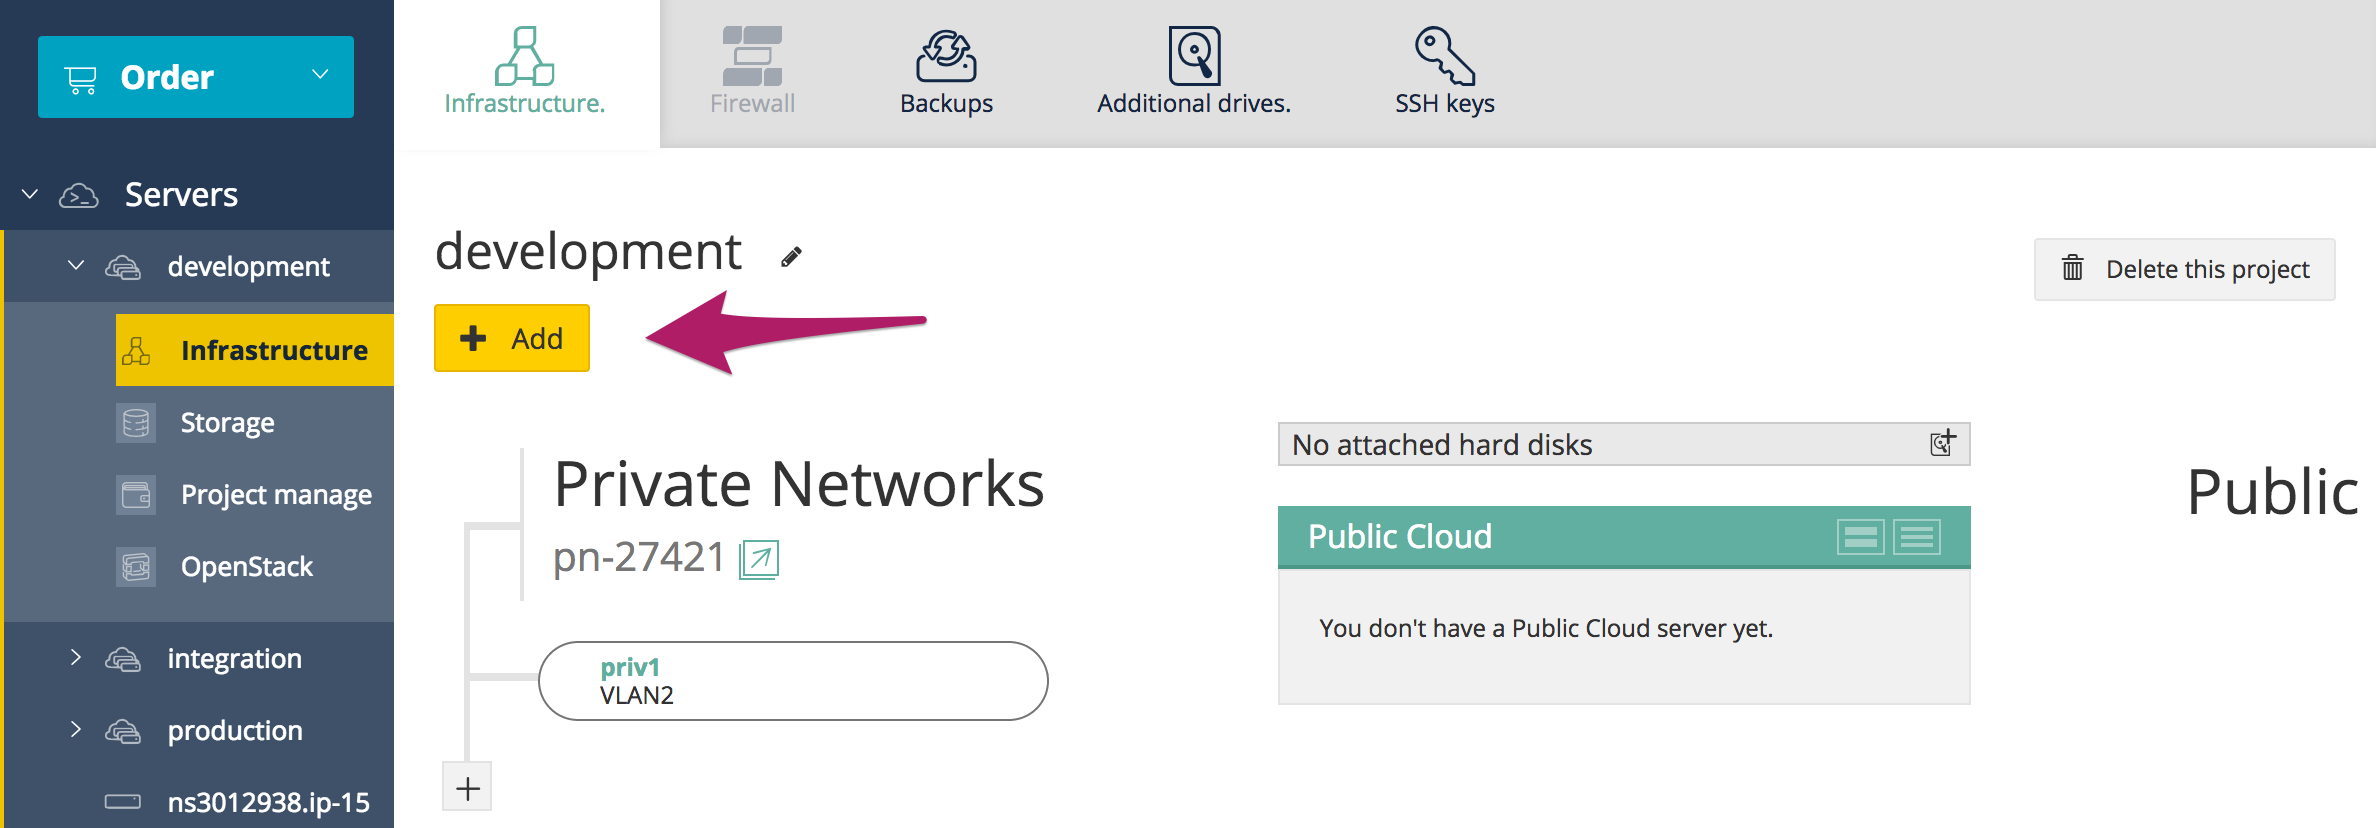 Order
Infrastructure.
Firewall
Backups
Additional drives.
SSH keys
Servers
development
Infrastructure
Storage
Project manage
OpenStack
integration
production
ns3012938.ip-15
development
Delete this project
Add
Private Networks
pn-27421
priv1
VLAN2
No attached hard disks
Public Cloud
You don't have a Public Cloud server yet.
Public